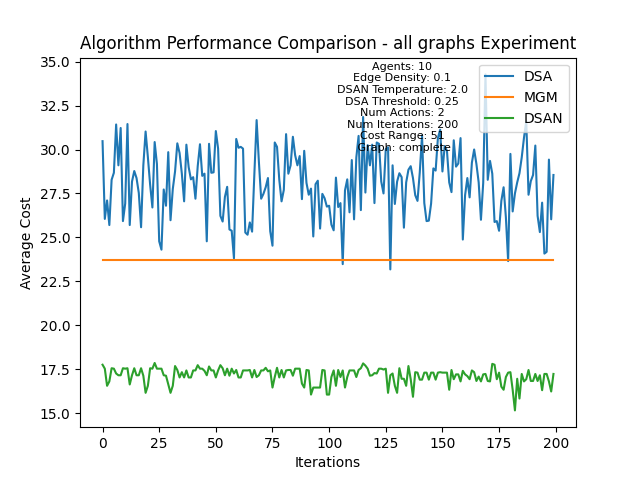 Algorithm Performance Comparison - all graphs Experiment
Agents: 10
Edge Density: 0.1
DSAN Temperature: 2.0
DSA Threshold: 0.25
Num Actions: 2
Num Iterations: 200
Cost Range: 51
Graph: complete
DSA
MGM
DSAN
Average Cost
35.0
32.5
30.0
27.5
25.0
22.5
20.0
17.5
15.0
0
25
50
75
100
125
150
175
200
Iterations